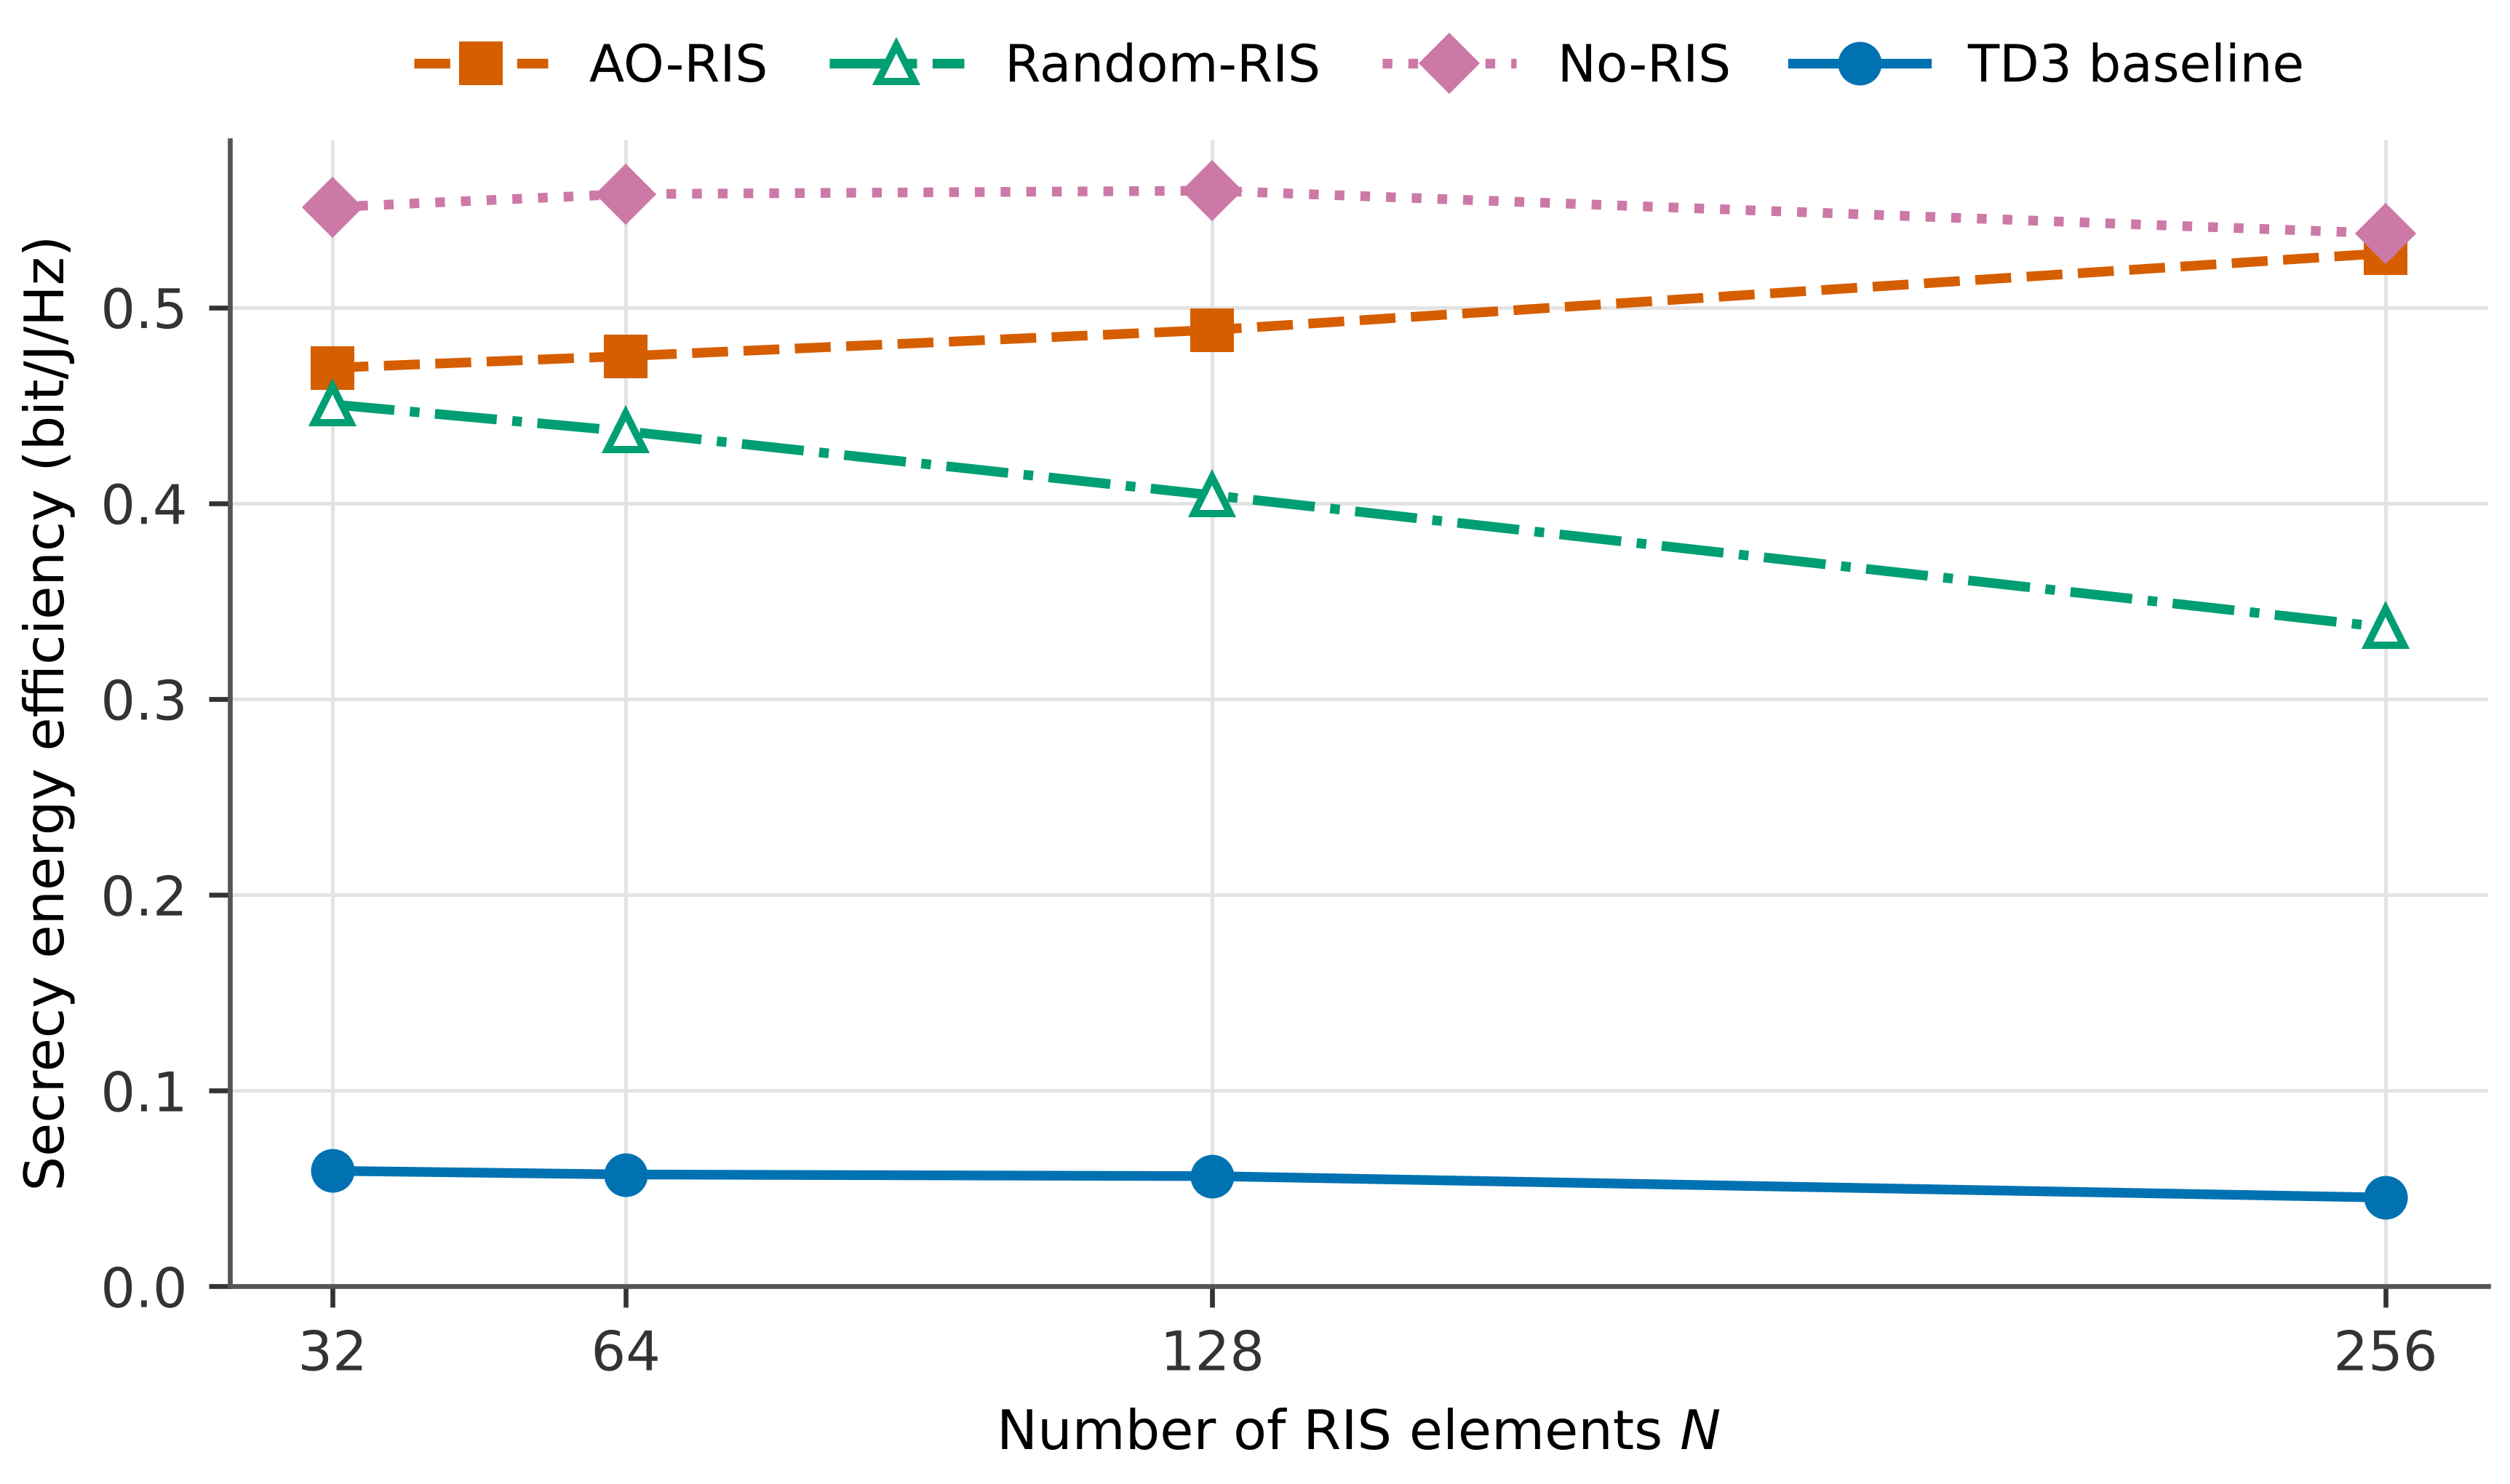 AO-RIS Random-RIS No-RIS TD3 baseline
Secrecy energy efficiency (bit/J/Hz)
0.5
0.4
0.3
0.2
0.1
0.0
32 64 128 256
Number of RIS elements N